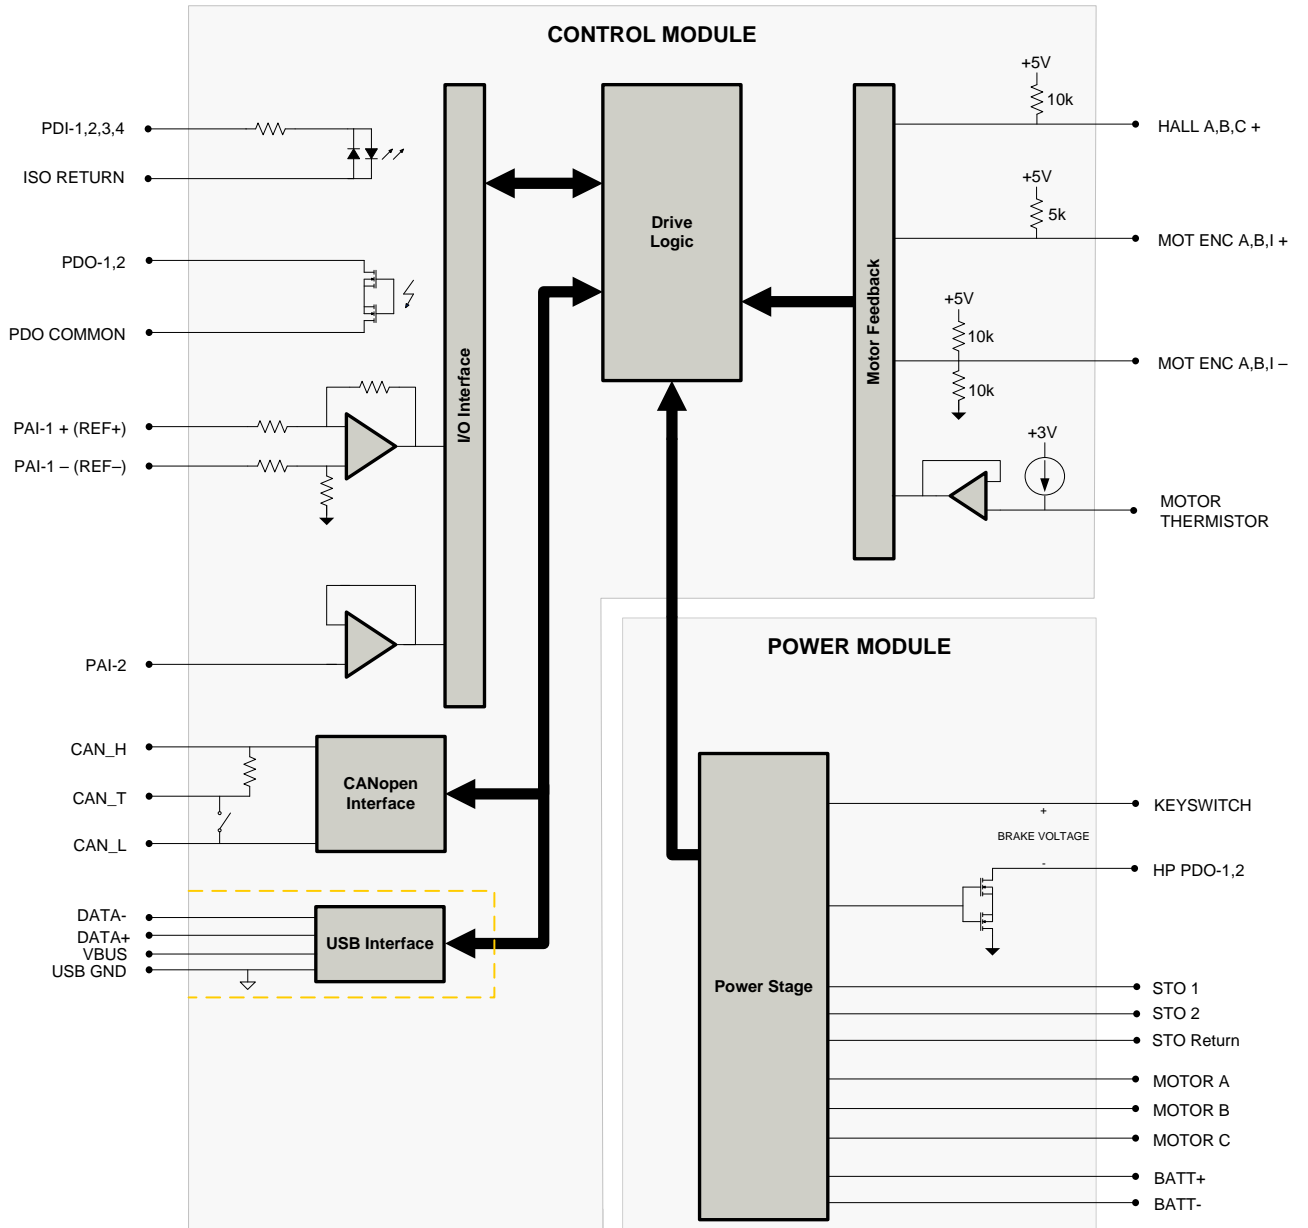 CONTROL MODULE
PDI-1,2,3,4
ISO RETURN
PDO-1,2
PDO COMMON
PAI-1 + (REF+)
PAI-1 – (REF–)
PAI-2
CAN_H
CAN_T
CAN_L
DATA-
DATA+
VBUS
USB GND
I/O Interface
CANopen
Interface
USB Interface
Drive
Logic
Motor Feedback
+5V
10k
HALL A,B,C +
+5V
5k
MOT ENC A,B,I +
+5V
10k
10k
MOT ENC A,B,I –
+3V
MOTOR
THERMISTOR
POWER MODULE
Power Stage
KEYSWITCH
+
BRAKE VOLTAGE
-
HP PDO-1,2
STO 1
STO 2
STO Return
MOTOR A
MOTOR B
MOTOR C
BATT+
BATT-